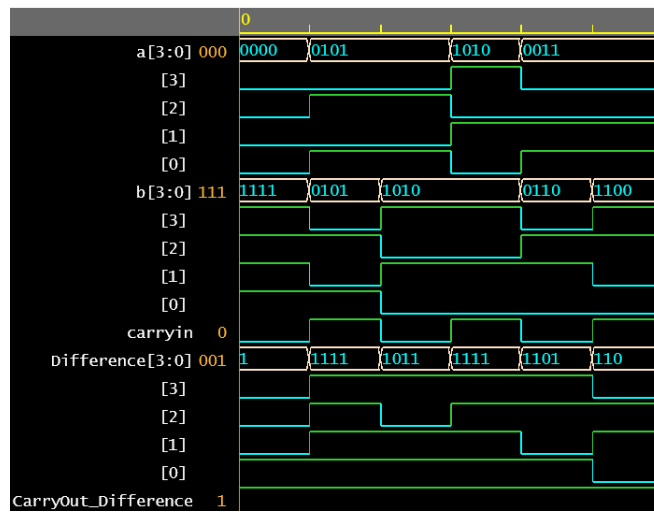 0
a[3:0] 000 0000 0101 1010 0011
[3]
[2]
[1]
[0]
b[3:0] 111 1111 0101 1010 0110 1100
[3]
[2]
[1]
[0]
carryin 0
Difference[3:0] 001 1 1111 1011 1111 1101 110
[3]
[2]
[1]
[0]
CarryOut_Difference 1